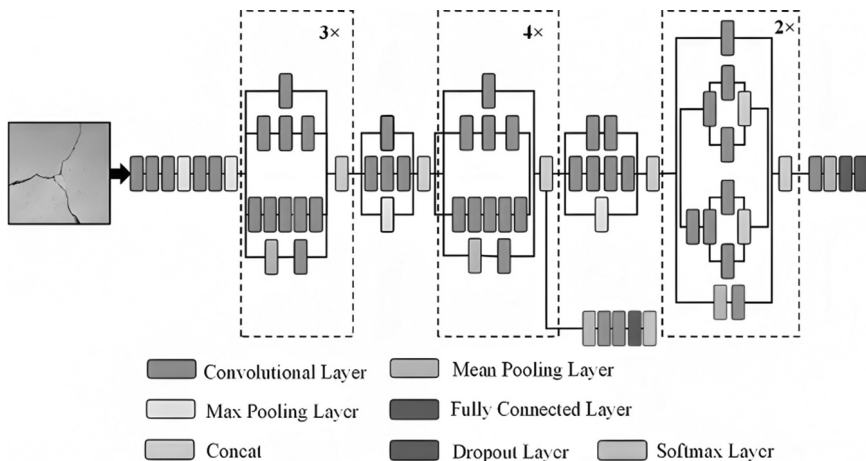 3× 4× 2×
Convolutional Layer Mean Pooling Layer
Max Pooling Layer Fully Connected Layer
Concat Dropout Layer Softmax Layer